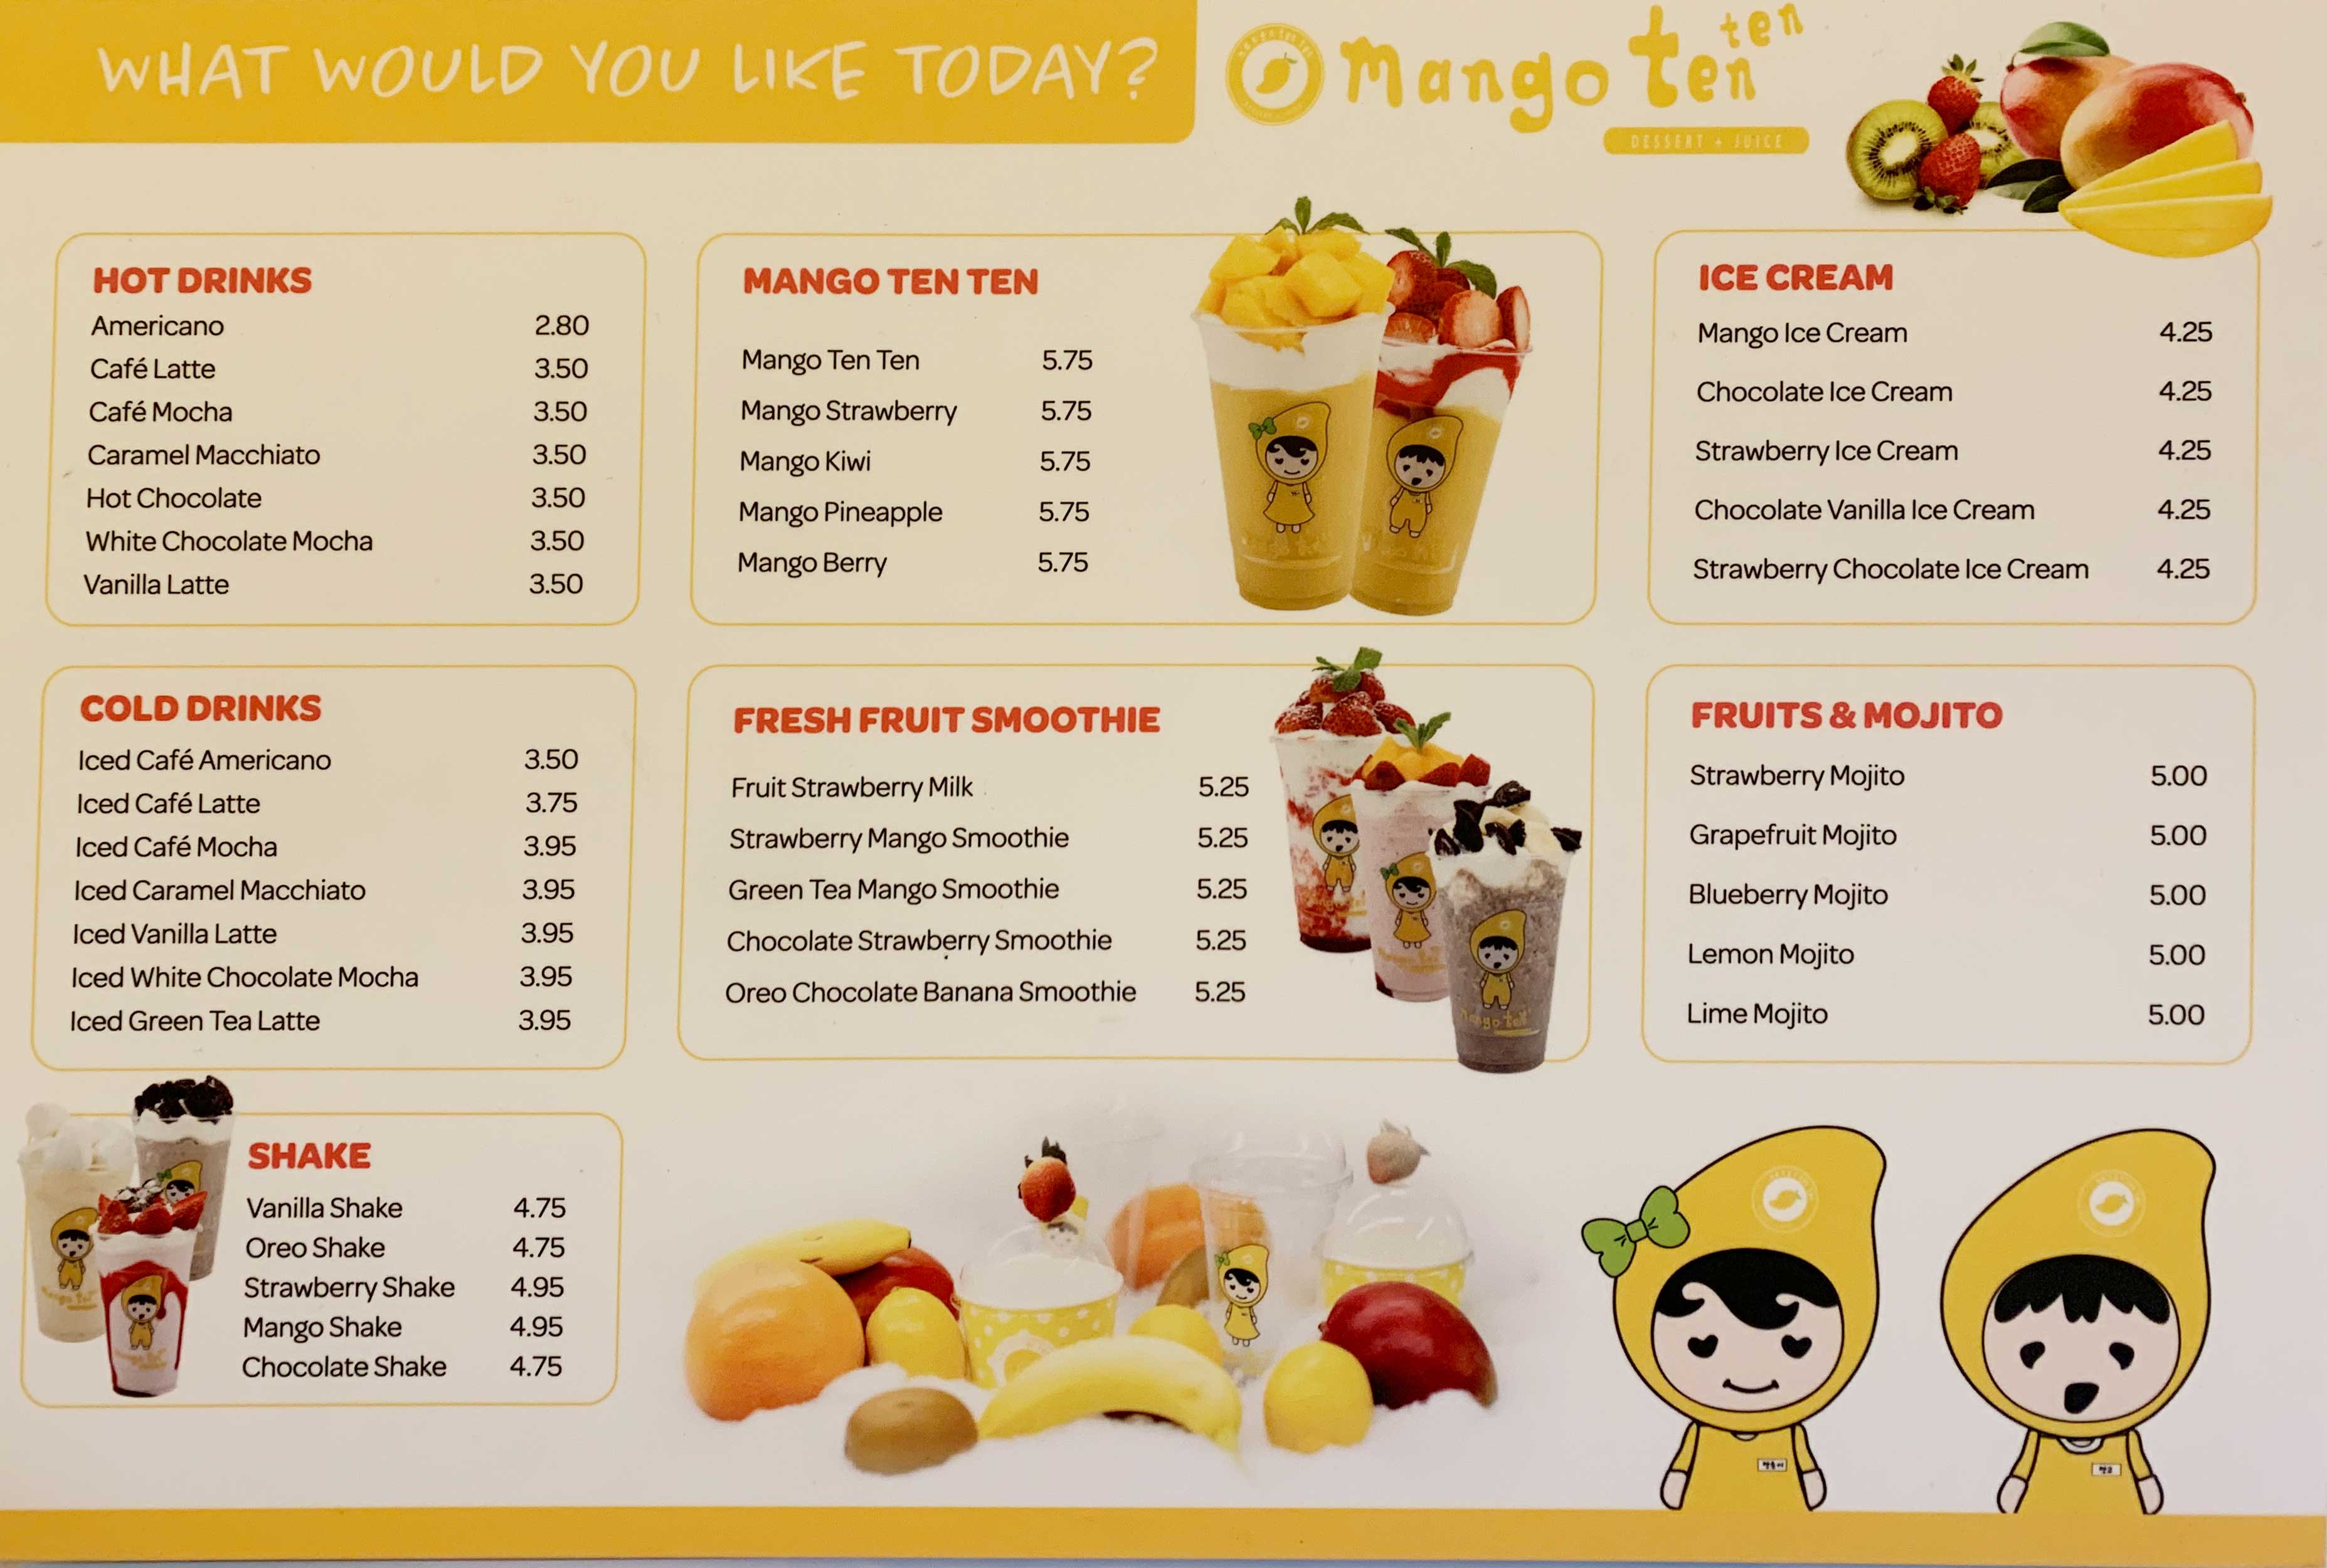 WHAT WOULD YOU LIKE TODAY?
mango ten ten
DESSERT + JUICE
HOT DRINKS
Americano 2.80
Café Latte 3.50
Café Mocha 3.50
Caramel Macchiato 3.50
Hot Chocolate 3.50
White Chocolate Mocha 3.50
Vanilla Latte 3.50
MANGO TEN TEN
Mango Ten Ten 5.75
Mango Strawberry 5.75
Mango Kiwi 5.75
Mango Pineapple 5.75
Mango Berry 5.75
ICE CREAM
Mango Ice Cream 4.25
Chocolate Ice Cream 4.25
Strawberry Ice Cream 4.25
Chocolate Vanilla Ice Cream 4.25
Strawberry Chocolate Ice Cream 4.25
COLD DRINKS
Iced Café Americano 3.50
Iced Café Latte 3.75
Iced Café Mocha 3.95
Iced Caramel Macchiato 3.95
Iced Vanilla Latte 3.95
Iced White Chocolate Mocha 3.95
Iced Green Tea Latte 3.95
FRESH FRUIT SMOOTHIE
Fruit Strawberry Milk 5.25
Strawberry Mango Smoothie 5.25
Green Tea Mango Smoothie 5.25
Chocolate Strawberry Smoothie 5.25
Oreo Chocolate Banana Smoothie 5.25
FRUITS & MOJITO
Strawberry Mojito 5.00
Grapefruit Mojito 5.00
Blueberry Mojito 5.00
Lemon Mojito 5.00
Lime Mojito 5.00
SHAKE
Vanilla Shake 4.75
Oreo Shake 4.75
Strawberry Shake 4.95
Mango Shake 4.95
Chocolate Shake 4.75